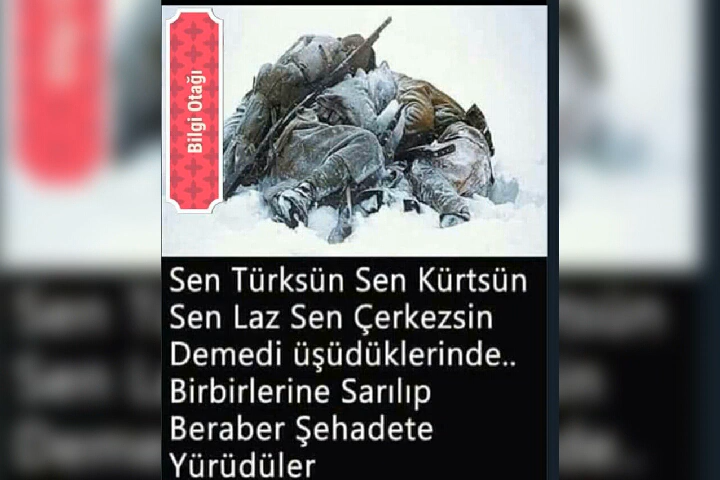 Bilgi Otağı
Sen Türksün Sen Kürtsün
Sen Laz Sen Çerkezsin
Demedi üşüdüklerinde..
Birbirlerine Sarılıp
Beraber Şehadete
Yürüdüler